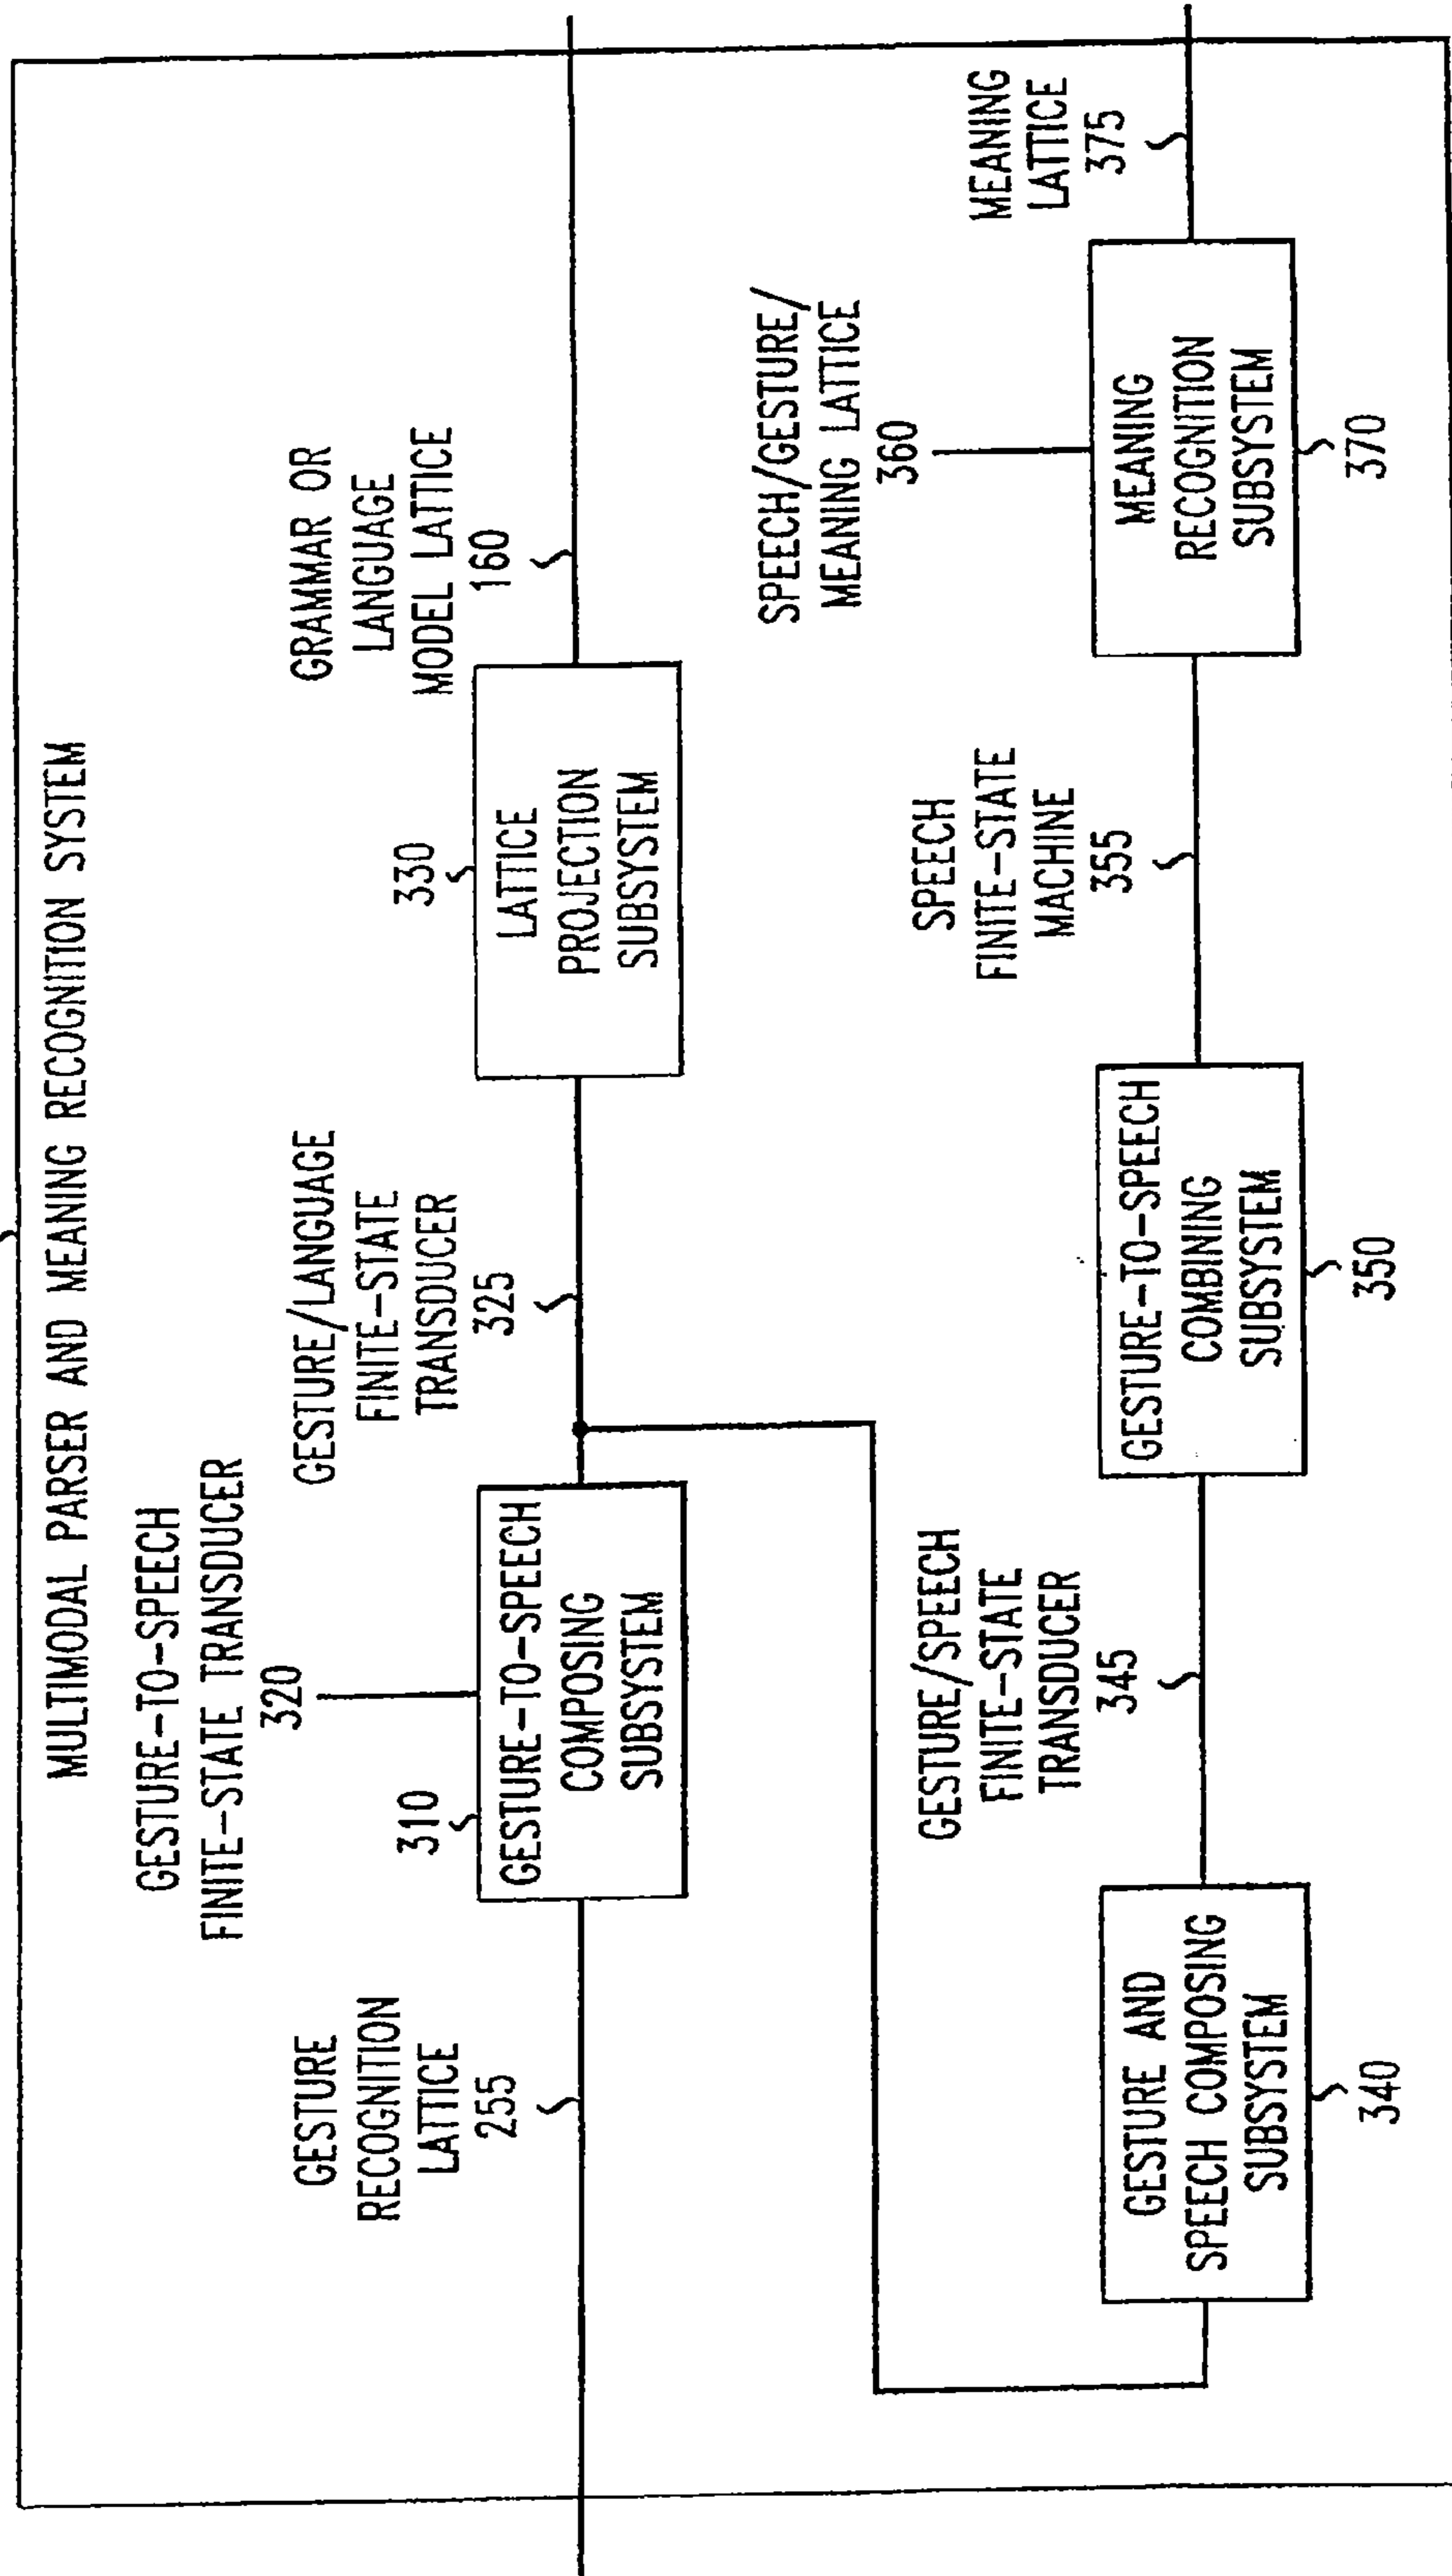 MULTIMODAL PARSER AND MEANING RECOGNITION SYSTEM
GESTURE-TO-SPEECH
FINITE-STATE TRANSDUCER
320
GESTURE
RECOGNITION
LATTICE
255
310
GESTURE-TO-SPEECH
COMPOSING
SUBSYSTEM
GESTURE/LANGUAGE
FINITE-STATE
TRANSDUCER
325
330
LATTICE
PROJECTION
SUBSYSTEM
GRAMMAR OR
LANGUAGE
MODEL LATTICE
160
GESTURE AND
SPEECH COMPOSING
SUBSYSTEM
340
GESTURE/SPEECH
FINITE-STATE
TRANSDUCER
345
GESTURE-TO-SPEECH
COMBINING
SUBSYSTEM
350
SPEECH
FINITE-STATE
MACHINE
355
SPEECH/GESTURE/
MEANING LATTICE
360
MEANING
RECOGNITION
SUBSYSTEM
370
MEANING
LATTICE
375